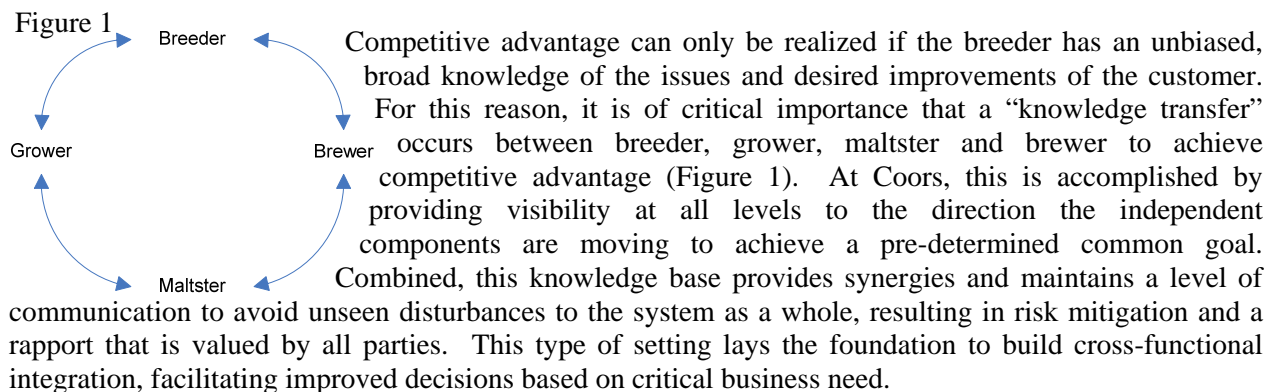 Figure 1
Breeder
Grower
Brewer
Maltster
Competitive advantage can only be realized if the breeder has an unbiased,
broad knowledge of the issues and desired improvements of the customer.
For this reason, it is of critical importance that a “knowledge transfer”
occurs between breeder, grower, maltster and brewer to achieve
competitive advantage (Figure 1). At Coors, this is accomplished by
providing visibility at all levels to the direction the independent
components are moving to achieve a pre-determined common goal.
Combined, this knowledge base provides synergies and maintains a level of
communication to avoid unseen disturbances to the system as a whole, resulting in risk mitigation and a
rapport that is valued by all parties. This type of setting lays the foundation to build cross-functional
integration, facilitating improved decisions based on critical business need.